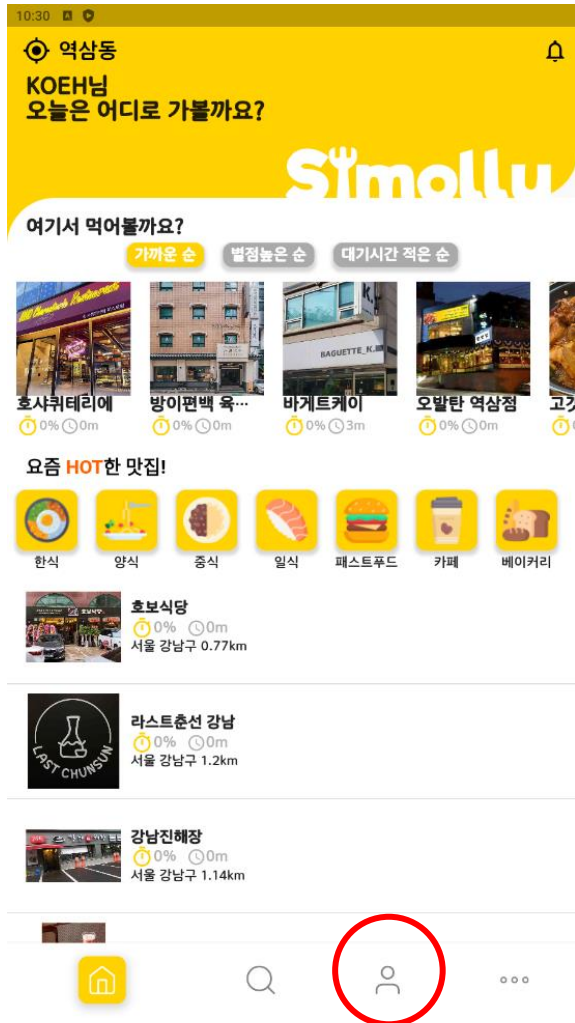 10:30
역삼동
KOEH님
오늘은 어디로 가볼까요?
Simolly
여기서 먹어볼까요?
가까운 순 별점높은 순 대기시간 적은 순
BAGUETTE_K.
호샤퀴테리에 방이편백 육… 바게트케이 오발탄 역삼점
0% 0m 0% 0m 0% 3m 0% 0m
요즘 HOT한 맛집!
한식 양식 중식 일식 패스트푸드 카페 베이커리
호보식당
0% 0m
서울 강남구 0.77km
LAST CHUNSUN
라스트춘선 강남
0% 0m
서울 강남구 1.2km
강남진해장
0% 0m
서울 강남구 1.14km